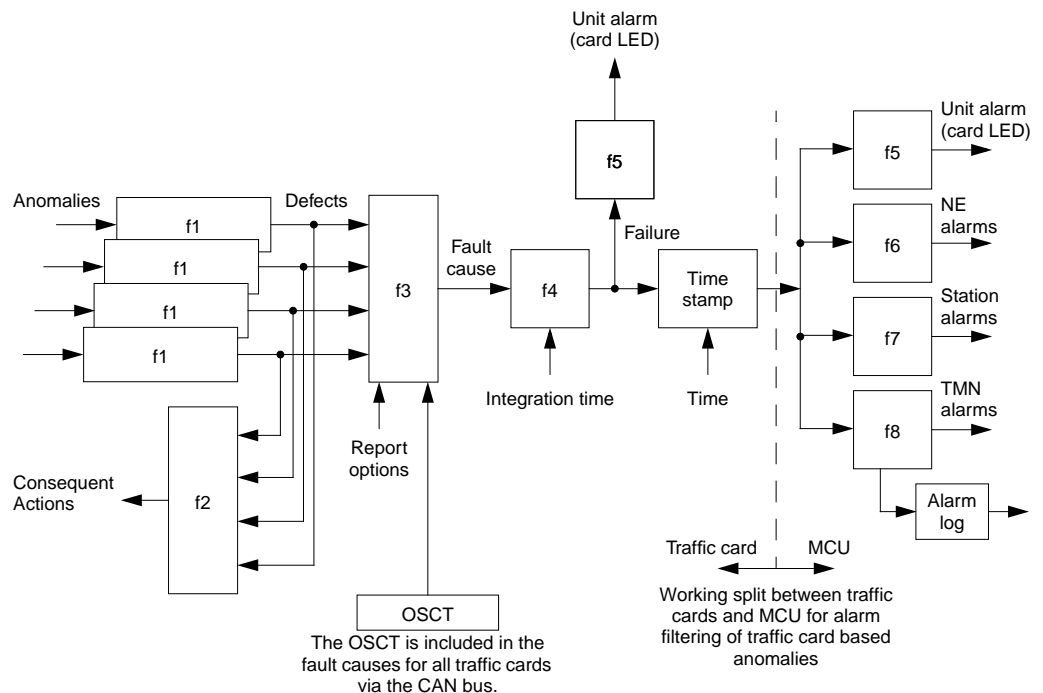 Unit alarm
(card LED)
f5
Anomalies
Defects
f1
f1
f1
f1
f3
Fault
cause
f4
Failure
Time
stamp
Integration time
Time
Report
options
f2
Consequent
Actions
OSCT
The OSCT is included in the
fault causes for all traffic cards
via the CAN bus.
f5
Unit alarm
(card LED)
f6
NE
alarms
f7
Station
alarms
f8
TMN
alarms
Alarm
log
Traffic card
MCU
Working split between traffic
cards and MCU for alarm
filtering of traffic card based
anomalies